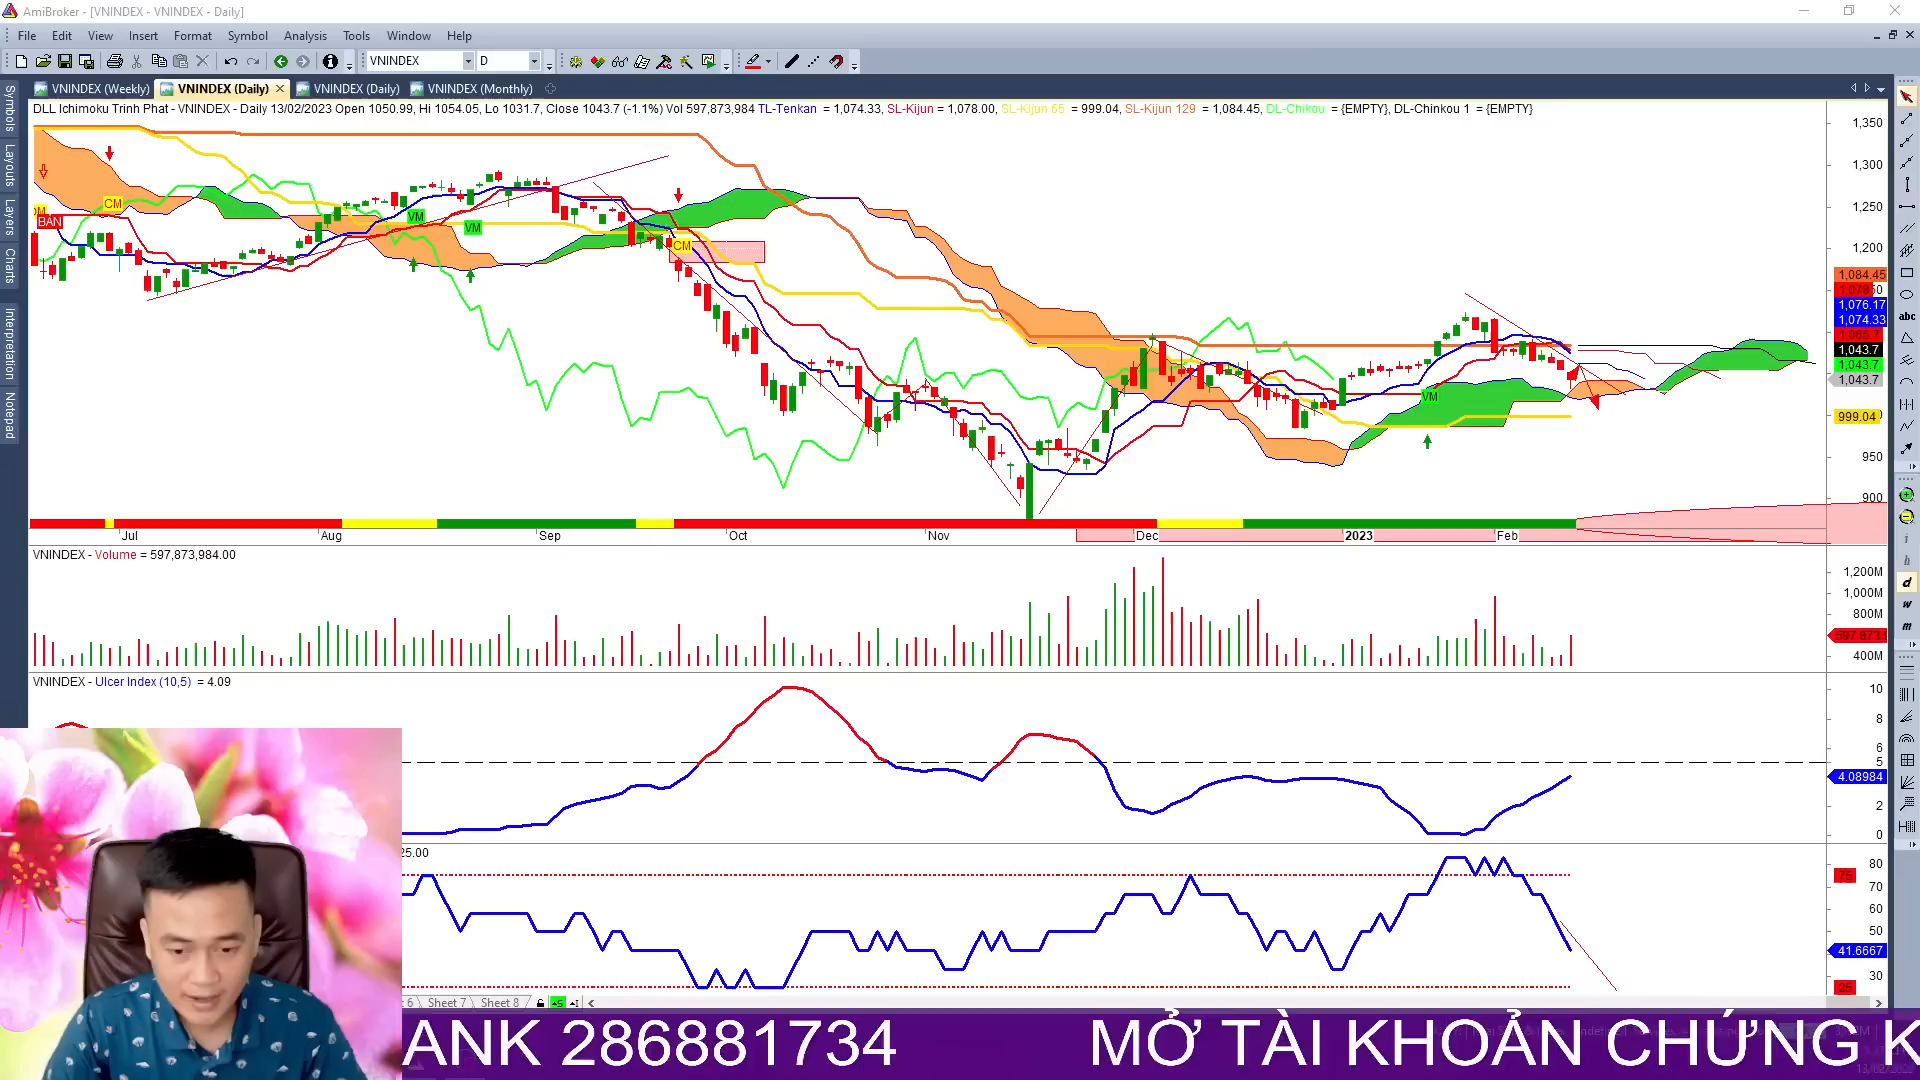 AmiBroker - [VNINDEX - VNINDEX - Daily]
File Edit View Insert Format Symbol Analysis Tools Window Help
VNINDEX D
VNINDEX (Weekly) VNINDEX (Daily) VNINDEX (Daily) VNINDEX (Monthly)
DLL Ichimoku Trinh Phat - VNINDEX - Daily 13/02/2023 Open 1050.99, Hi 1054.05, Lo 1031.7, Close 1043.7 (-1.1%) Vol 597,873,984 TL-Tenkan = 1,074.33, SL-Kijun = 1,078.00, SL-Kijun 65 = 999.04, SL-Kijun 129 = 1,084.45, DL-Chikou = {EMPTY}, DL-Chinkou 1 = {EMPTY}
Symbols
Layouts
Layers
Charts
Interpretation
Notepad
1,350
1,300
1,250
1,200
1,084.45
1,076.17
1,074.33
1,043.7
1,043.7
1,043.7
999.04
950
900
BAN
CM
VM
VM
CM
VM
Jul Aug Sep Oct Nov Dec 2023 Feb
VNINDEX - Volume = 597,873,984.00
1,200M
1,000M
800M
597,873,9
400M
VNINDEX - Ulcer Index (10,5) = 4.09
10
8
6
5
4.08984
2
0
25.00
80
75
70
60
50
41.6667
30
25
abc
d
w
m
6 Sheet 7 Sheet 8
ANK 286881734 MỞ TÀI KHOẢN CHỨNG K